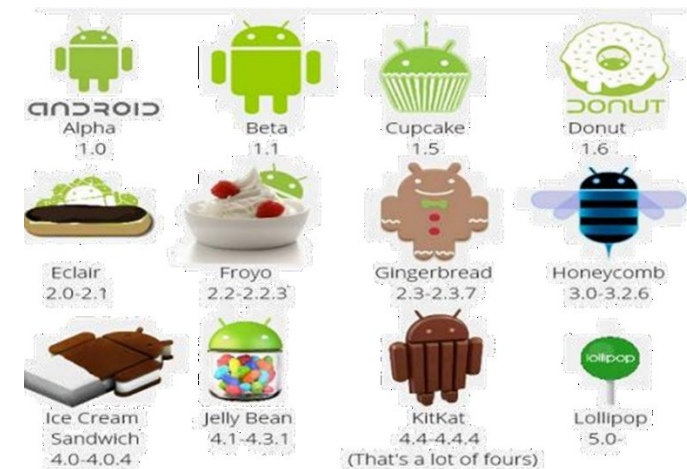 ANDROID
Alpha
1.0
Beta
1.1
Cupcake
1.5
DONUT
Donut
1.6
Eclair
2.0-2.1
Froyo
2.2-2.2.3
Gingerbread
2.3-2.3.7
Honeycomb
3.0-3.2.6
Ice Cream
Sandwich
4.0-4.0.4
Jelly Bean
4.1-4.3.1
KitKat
4.4-4.4.4
(That's a lot of fours)
lollipop
Lollipop
5.0-